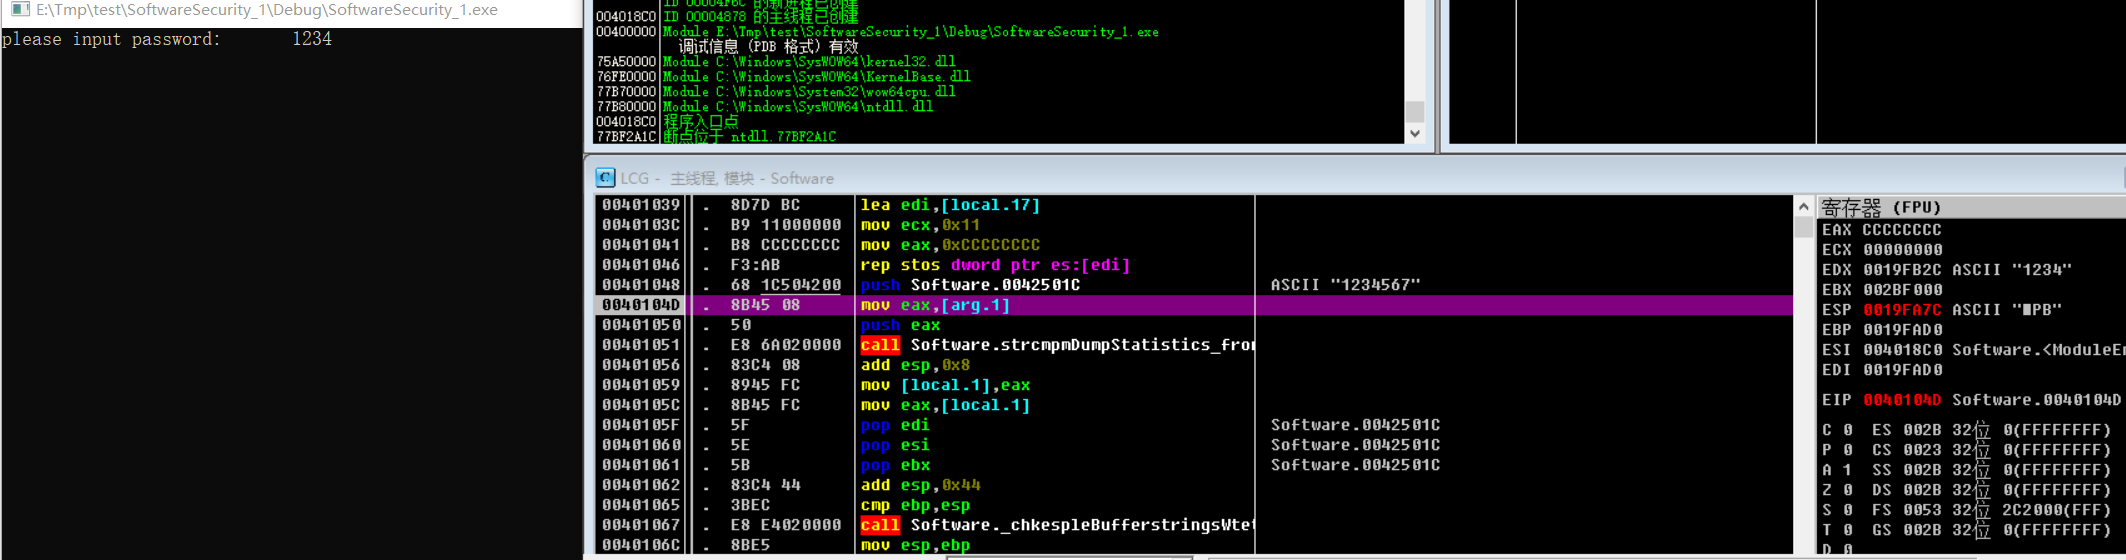 E:\Tmp\test\SoftwareSecurity_1\Debug\SoftwareSecurity_1.exe
please input password: 1234
ID 00004F6C 的新进程已创建
004018C0 ID 00004878 的主线程已创建
00400000 Module E:\Tmp\test\SoftwareSecurity_1\Debug\SoftwareSecurity_1.exe
调试信息 (PDB 格式) 有效
75A50000 Module C:\Windows\SysWOW64\kernel32.dll
76FE0000 Module C:\Windows\SysWOW64\KernelBase.dll
77B70000 Module C:\Windows\System32\wow64cpu.dll
77B80000 Module C:\Windows\SysWOW64\ntdll.dll
004018C0 程序入口点
77BF2A1C 断点位于 ntdll.77BF2A1C
C LCG - 主线程, 模块 - Software
00401039 . 8D7D BC lea edi,[local.17]
0040103C . B9 11000000 mov ecx,0x11
00401041 . B8 CCCCCCCC mov eax,0xCCCCCCCC
00401046 . F3:AB rep stos dword ptr es:[edi]
00401048 . 68 1C504200 push Software.0042501C ASCII "1234567"
0040104D . 8B45 08 mov eax,[arg.1]
00401050 . 50 push eax
00401051 . E8 6A020000 call Software.strcmpmDumpStatistics_fro
00401056 . 83C4 08 add esp,0x8
00401059 . 8945 FC mov [local.1],eax
0040105C . 8B45 FC mov eax,[local.1]
0040105F . 5F pop edi Software.0042501C
00401060 . 5E pop esi Software.0042501C
00401061 . 5B pop ebx Software.0042501C
00401062 . 83C4 44 add esp,0x44
00401065 . 3BEC cmp ebp,esp
00401067 . E8 E4020000 call Software._chkespleBufferstringsWte
0040106C . 8BE5 mov esp,ebp
寄存器 (FPU)
EAX CCCCCCCC
ECX 00000000
EDX 0019FB2C ASCII "1234"
EBX 002BF000
ESP 0019FA7C ASCII "■PB"
EBP 0019FAD0
ESI 004018C0 Software.<ModuleEn
EDI 0019FAD0
EIP 0040104D Software.0040104D
C 0 ES 002B 32位 0(FFFFFFFF)
P 0 CS 0023 32位 0(FFFFFFFF)
A 1 SS 002B 32位 0(FFFFFFFF)
Z 0 DS 002B 32位 0(FFFFFFFF)
S 0 FS 0053 32位 2C2000(FFF)
T 0 GS 002B 32位 0(FFFFFFFF)
D 0